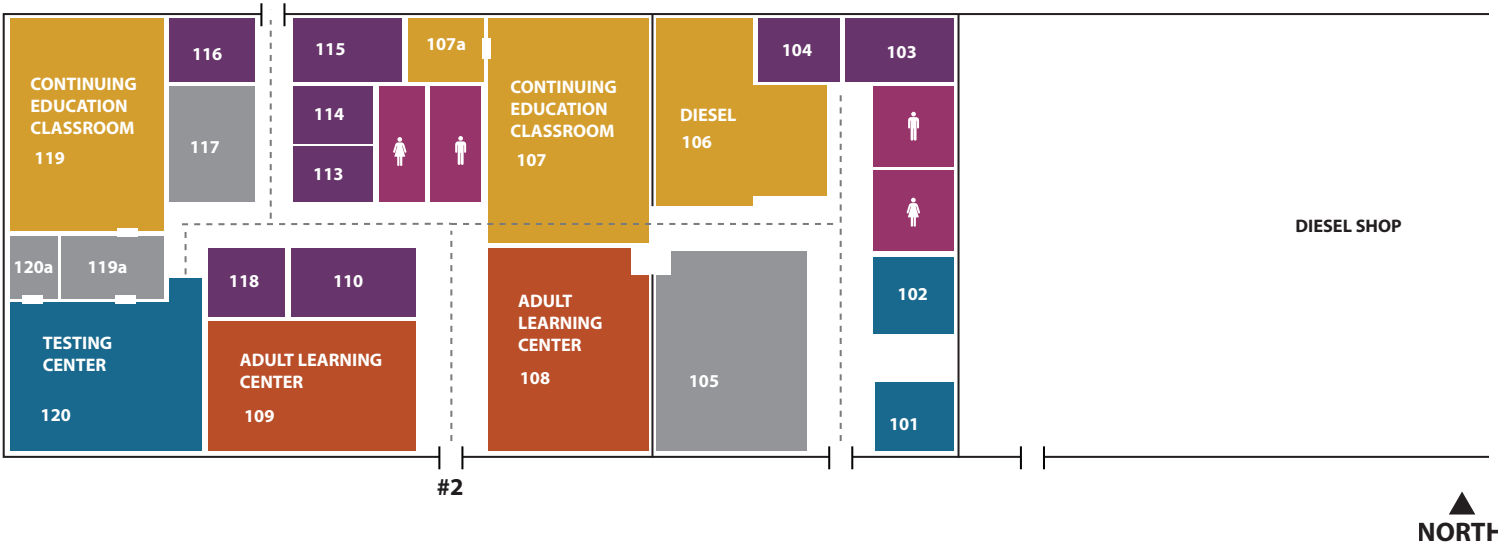 116
115
107a
104
103
CONTINUING
EDUCATION
CLASSROOM
119
117
114
113
CONTINUING
EDUCATION
CLASSROOM
107
DIESEL
106
DIESEL SHOP
120a
119a
118
110
102
TESTING
CENTER
120
ADULT LEARNING
CENTER
109
ADULT
LEARNING
CENTER
108
105
101
#2
NORTH